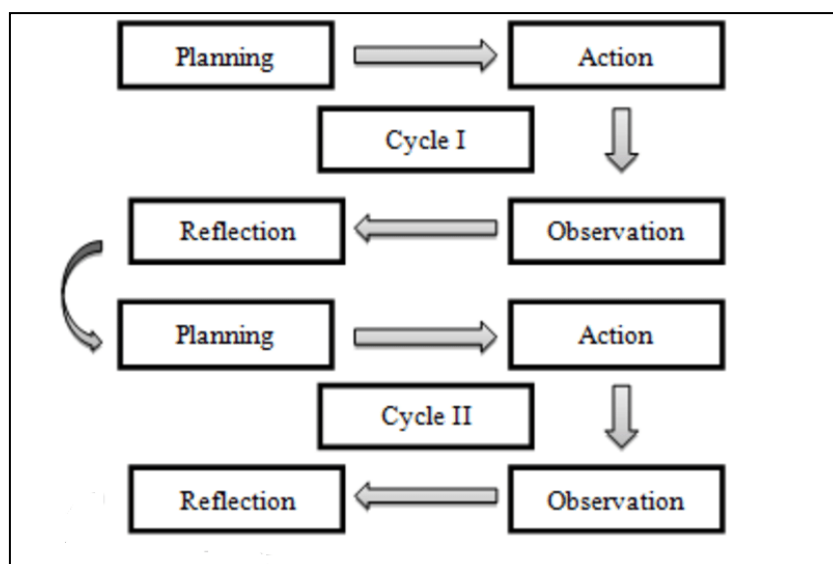 Planning
Action
Cycle I
Reflection
Observation
Planning
Action
Cycle II
Reflection
Observation